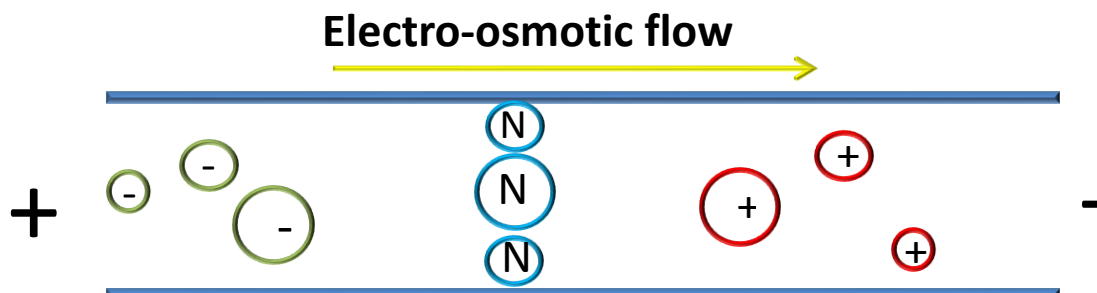 Electro-osmotic flow
+ - - - N N N + + + -